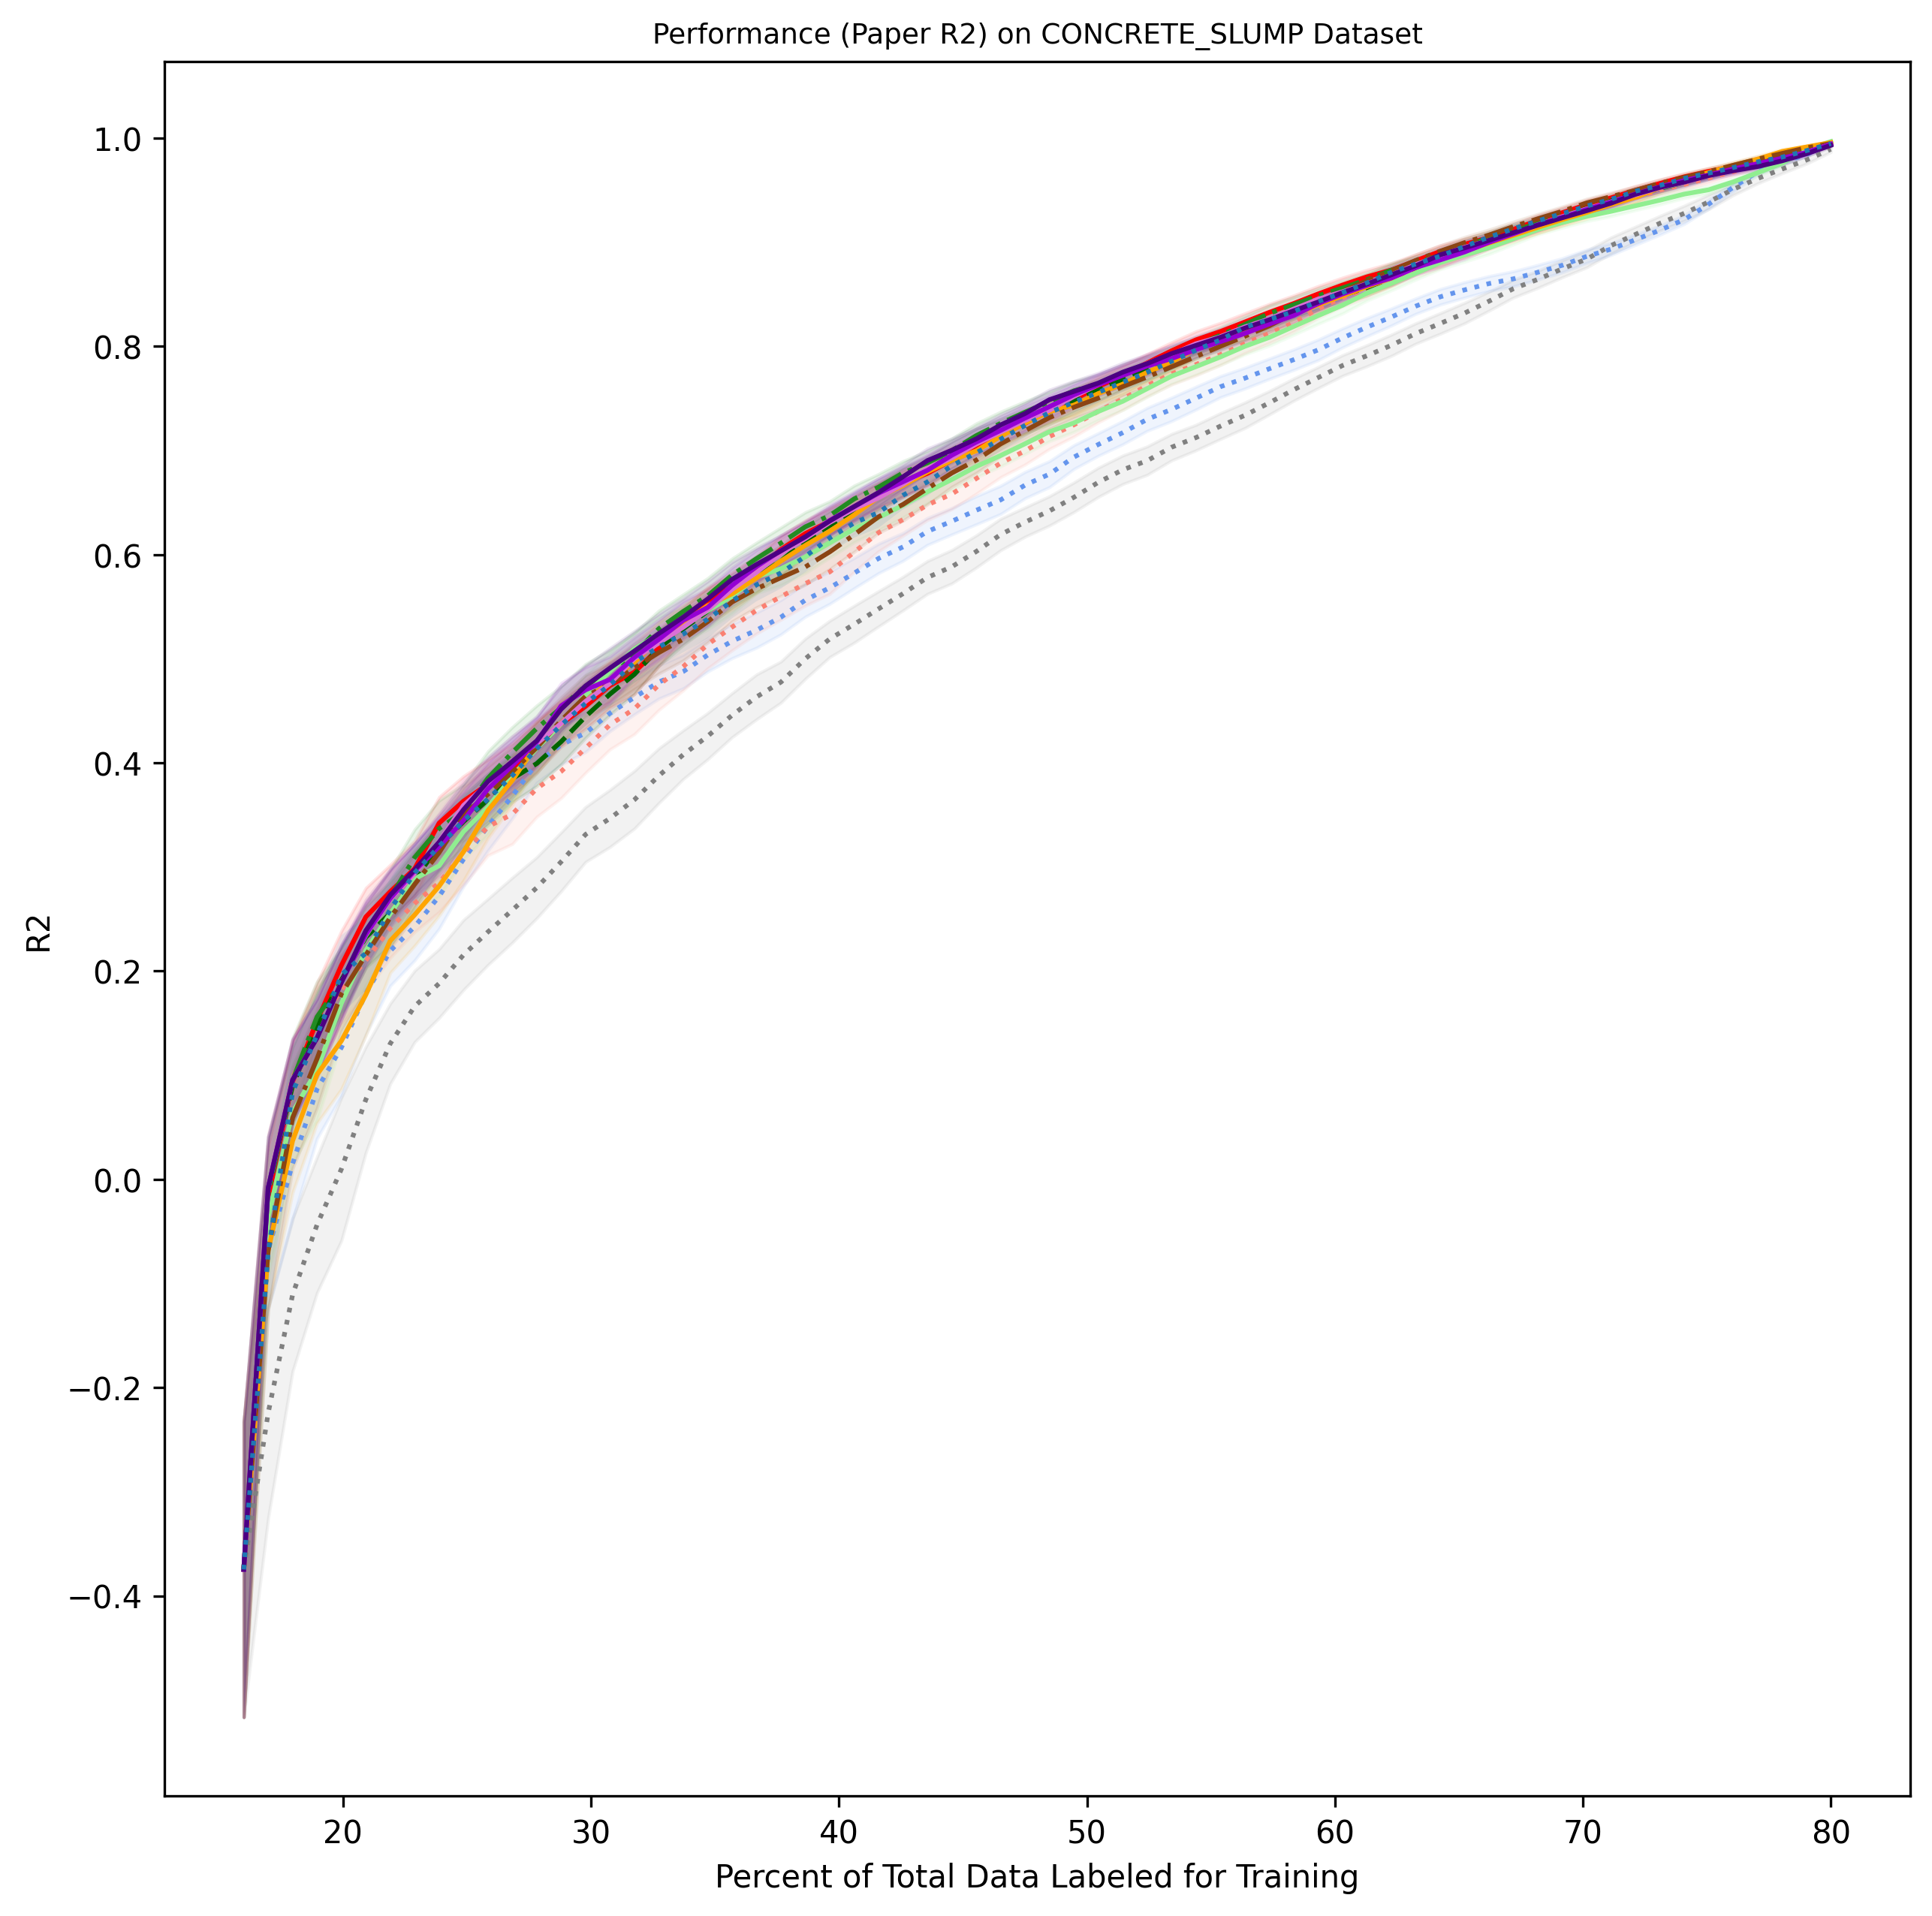 Performance (Paper R2) on CONCRETE_SLUMP Dataset
1.0
0.8
0.6
0.4
0.2
0.0
−0.2
−0.4
R2
20 30 40 50 60 70 80
Percent of Total Data Labeled for Training